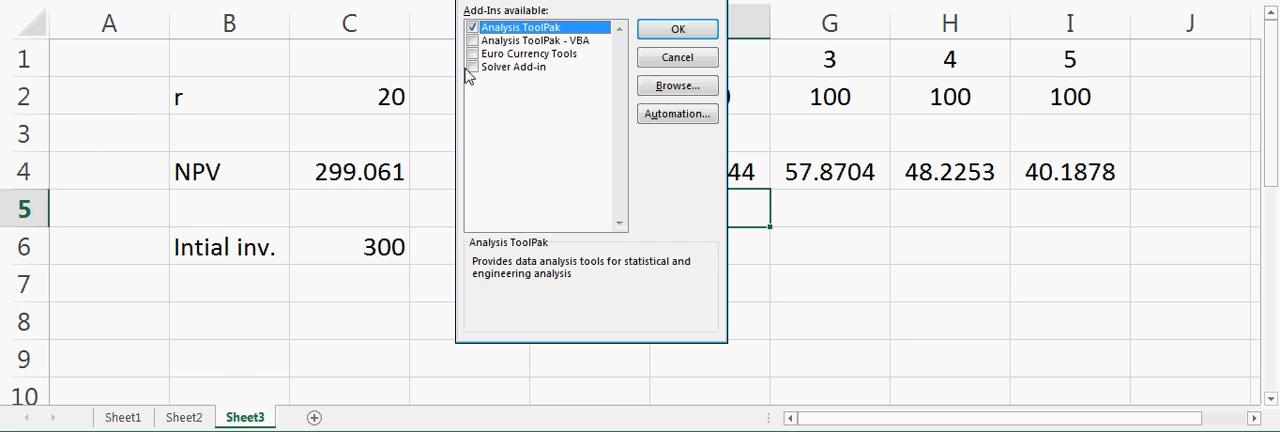 Add-Ins available:
Analysis ToolPak
Analysis ToolPak - VBA
Euro Currency Tools
Solver Add-in
OK
Cancel
Browse...
Automation...
Analysis ToolPak
Provides data analysis tools for statistical and
engineering analysis
A B C G H I J
1 3 4 5
2 r 20 100 100 100
3
4 NPV 299.061 44 57.8704 48.2253 40.1878
5
6 Intial inv. 300
7
8
9
10
Sheet1 Sheet2 Sheet3